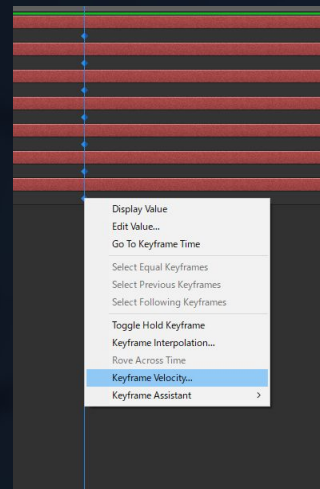 Display Value
Edit Value...
Go To Keyframe Time
Select Equal Keyframes
Select Previous Keyframes
Select Following Keyframes
Toggle Hold Keyframe
Keyframe Interpolation...
Rove Across Time
Keyframe Velocity...
Keyframe Assistant